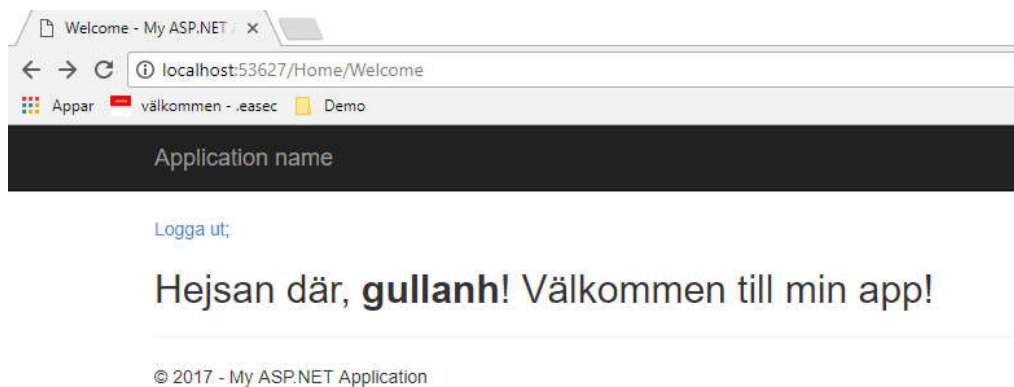 Welcome - My ASP.NET
localhost:53627/Home/Welcome
Appar välkommen - .easec Demo
Application name
Logga ut;
Hejsan där, gullanh! Välkommen till min app!
© 2017 - My ASP.NET Application